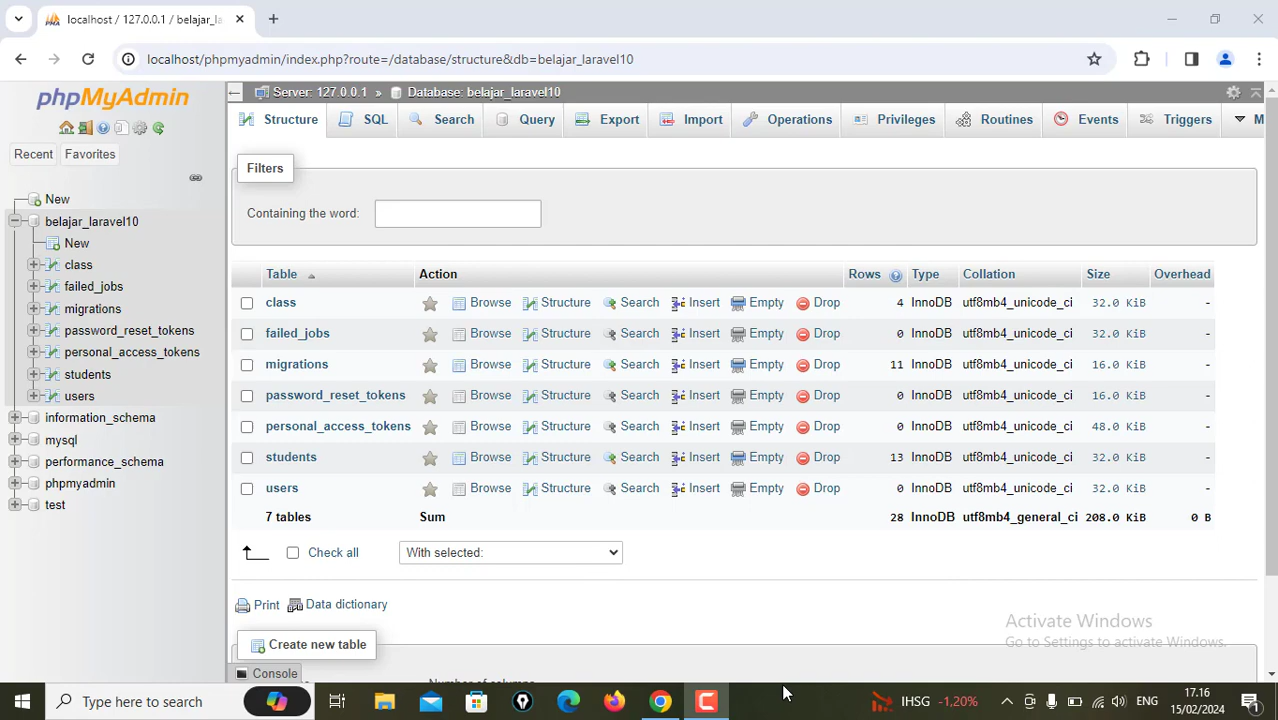 localhost / 127.0.0.1 / belajar_la
localhost/phpmyadmin/index.php?route=/database/structure&db=belajar_laravel10
phpMyAdmin
Recent Favorites
New
belajar_laravel10
New
class
failed_jobs
migrations
password_reset_tokens
personal_access_tokens
students
users
information_schema
mysql
performance_schema
phpmyadmin
test
Server: 127.0.0.1 » Database: belajar_laravel10
Structure SQL Search Query Export Import Operations Privileges Routines Events Triggers M
Filters
Containing the word:
Table Action Rows Type Collation Size Overhead
class Browse Structure Search Insert Empty Drop 4 InnoDB utf8mb4_unicode_ci 32.0 KiB -
failed_jobs Browse Structure Search Insert Empty Drop 0 InnoDB utf8mb4_unicode_ci 32.0 KiB -
migrations Browse Structure Search Insert Empty Drop 11 InnoDB utf8mb4_unicode_ci 16.0 KiB -
password_reset_tokens Browse Structure Search Insert Empty Drop 0 InnoDB utf8mb4_unicode_ci 16.0 KiB -
personal_access_tokens Browse Structure Search Insert Empty Drop 0 InnoDB utf8mb4_unicode_ci 48.0 KiB -
students Browse Structure Search Insert Empty Drop 13 InnoDB utf8mb4_unicode_ci 32.0 KiB -
users Browse Structure Search Insert Empty Drop 0 InnoDB utf8mb4_unicode_ci 32.0 KiB -
7 tables Sum 28 InnoDB utf8mb4_general_ci 208.0 KiB 0 B
Check all With selected:
Print Data dictionary
Create new table
Console
Number of columns
Activate Windows
Go to Settings to activate Windows.
Type here to search
IHSG -1,20%
ENG
17.16
15/02/2024
1